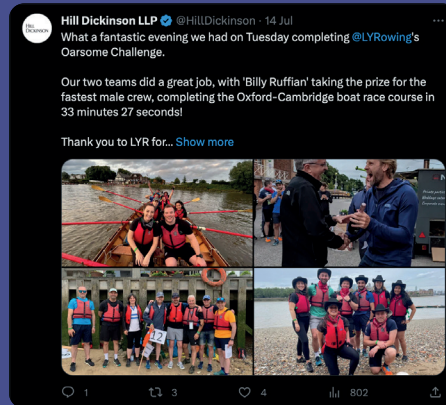 Hill Dickinson LLP @HillDickinson · 14 Jul
HILL
DICKINSON
What a fantastic evening we had on Tuesday completing @LYRowing's
Oarsome Challenge.
Our two teams did a great job, with 'Billy Ruffian' taking the prize for the
fastest male crew, completing the Oxford-Cambridge boat race course in
33 minutes 27 seconds!
Thank you to LYR for... Show more
12
1
3
4
802